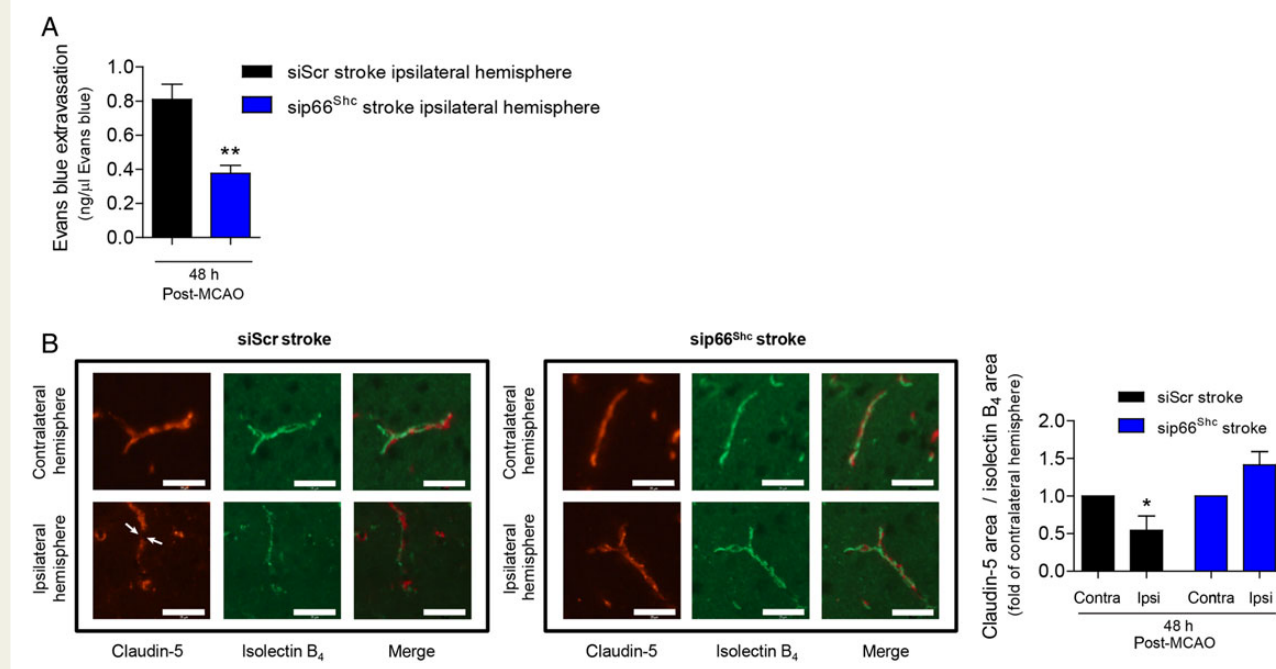 A
Evans blue extravasation
(ng/μl Evans blue)
1.0
0.8
0.6
0.4
0.2
0.0
**
siScr stroke ipsilateral hemisphere
sip66Shc stroke ipsilateral hemisphere
48 h
Post-MCAO
B
siScr stroke
sip66Shc stroke
Contralateral
hemisphere
Ipsilateral
hemisphere
Claudin-5
Isolectin B4
Merge
Contralateral
hemisphere
Ipsilateral
hemisphere
Claudin-5
Isolectin B4
Merge
Claudin-5 area / isolectin B4 area
(fold of contralateral hemisphere)
siScr stroke
sip66Shc stroke
2.0
1.5
1.0
0.5
0.0
*
Contra
Ipsi
Contra
Ipsi
48 h
Post-MCAO